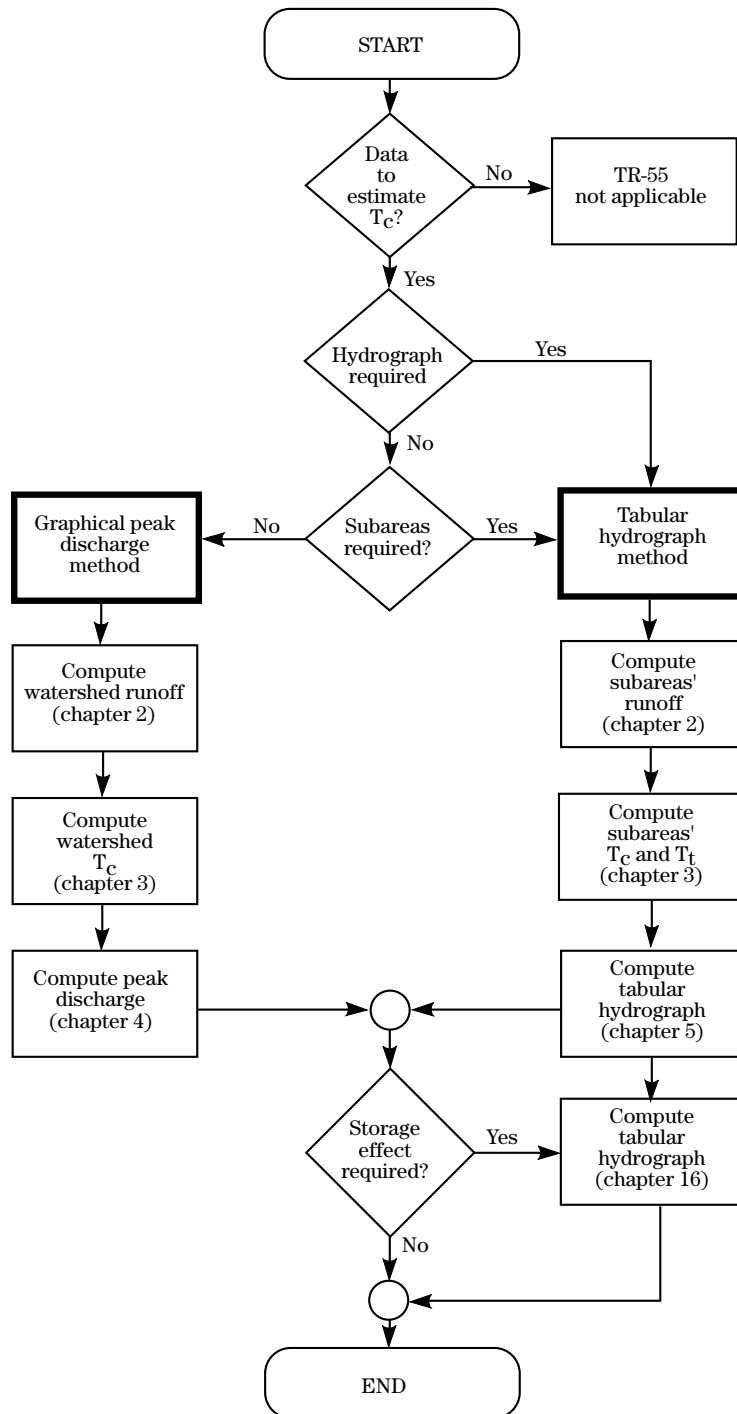 START
Data
to
estimate
Tc?
No
TR-55
not applicable
Yes
Hydrograph
required
Yes
No
Graphical peak
discharge
method
No
Subareas
required?
Yes
Tabular
hydrograph
method
Compute
watershed runoff
(chapter 2)
Compute
subareas'
runoff
(chapter 2)
Compute
watershed
Tc
(chapter 3)
Compute
subareas'
Tc and Tt
(chapter 3)
Compute peak
discharge
(chapter 4)
Compute
tabular
hydrograph
(chapter 5)
Storage
effect
required?
Yes
Compute
tabular
hydrograph
(chapter 16)
No
END